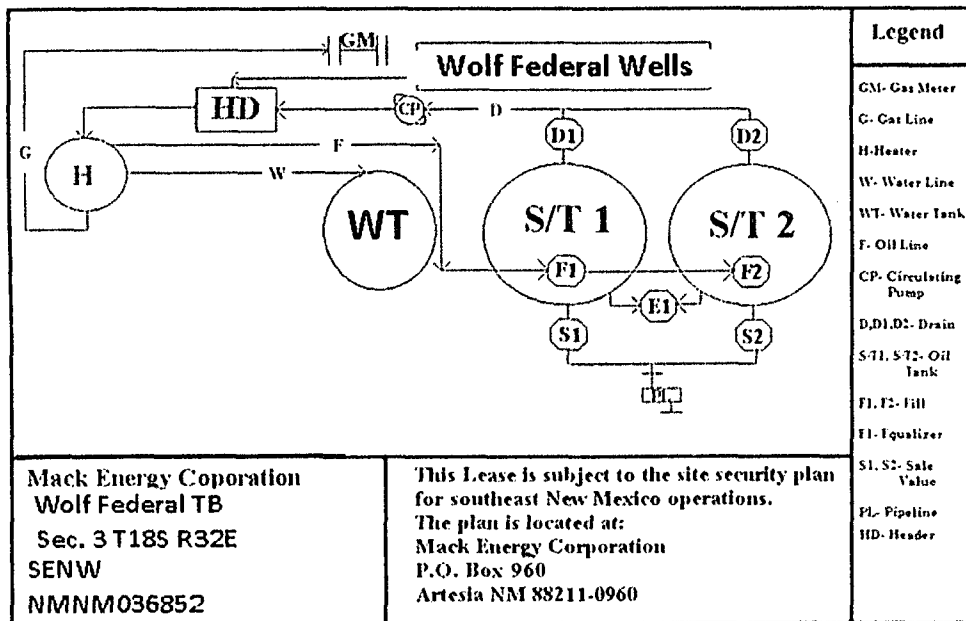 GM
Wolf Federal Wells
HD
CP
D
D1
D2
G
H
F
W
WT
S/T 1
S/T 2
F1
F2
E1
S1
S2
Legend
GM- Gas Meter
G- Gas Line
H-Heater
W- Water Line
WT- Water Tank
F- Oil Line
CP- Circulating
Pump
D,D1,D2- Drain
S/T1, S/T2- Oil
Tank
F1, F2- Fill
E1- Equalizer
S1, S2- Sale
Value
PL- Pipeline
HD- Header
Mack Energy Coporation
Wolf Federal TB
Sec. 3 T18S R32E
SENW
NMNM036852
This Lease is subject to the site security plan
for southeast New Mexico operations.
The plan is located at:
Mack Energy Corporation
P.O. Box 960
Artesia NM 88211-0960